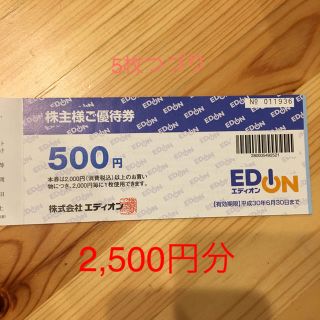 5枚つづり
№ 011936
株主様ご優待券
500円
本券は2,000円(消費税込)以上のお買い
物につき、2,000円毎に1枚使用できます。
株式会社 エディオン
EDION
エディオン
[有効期限]平成30年6月30日まで
2,500円分